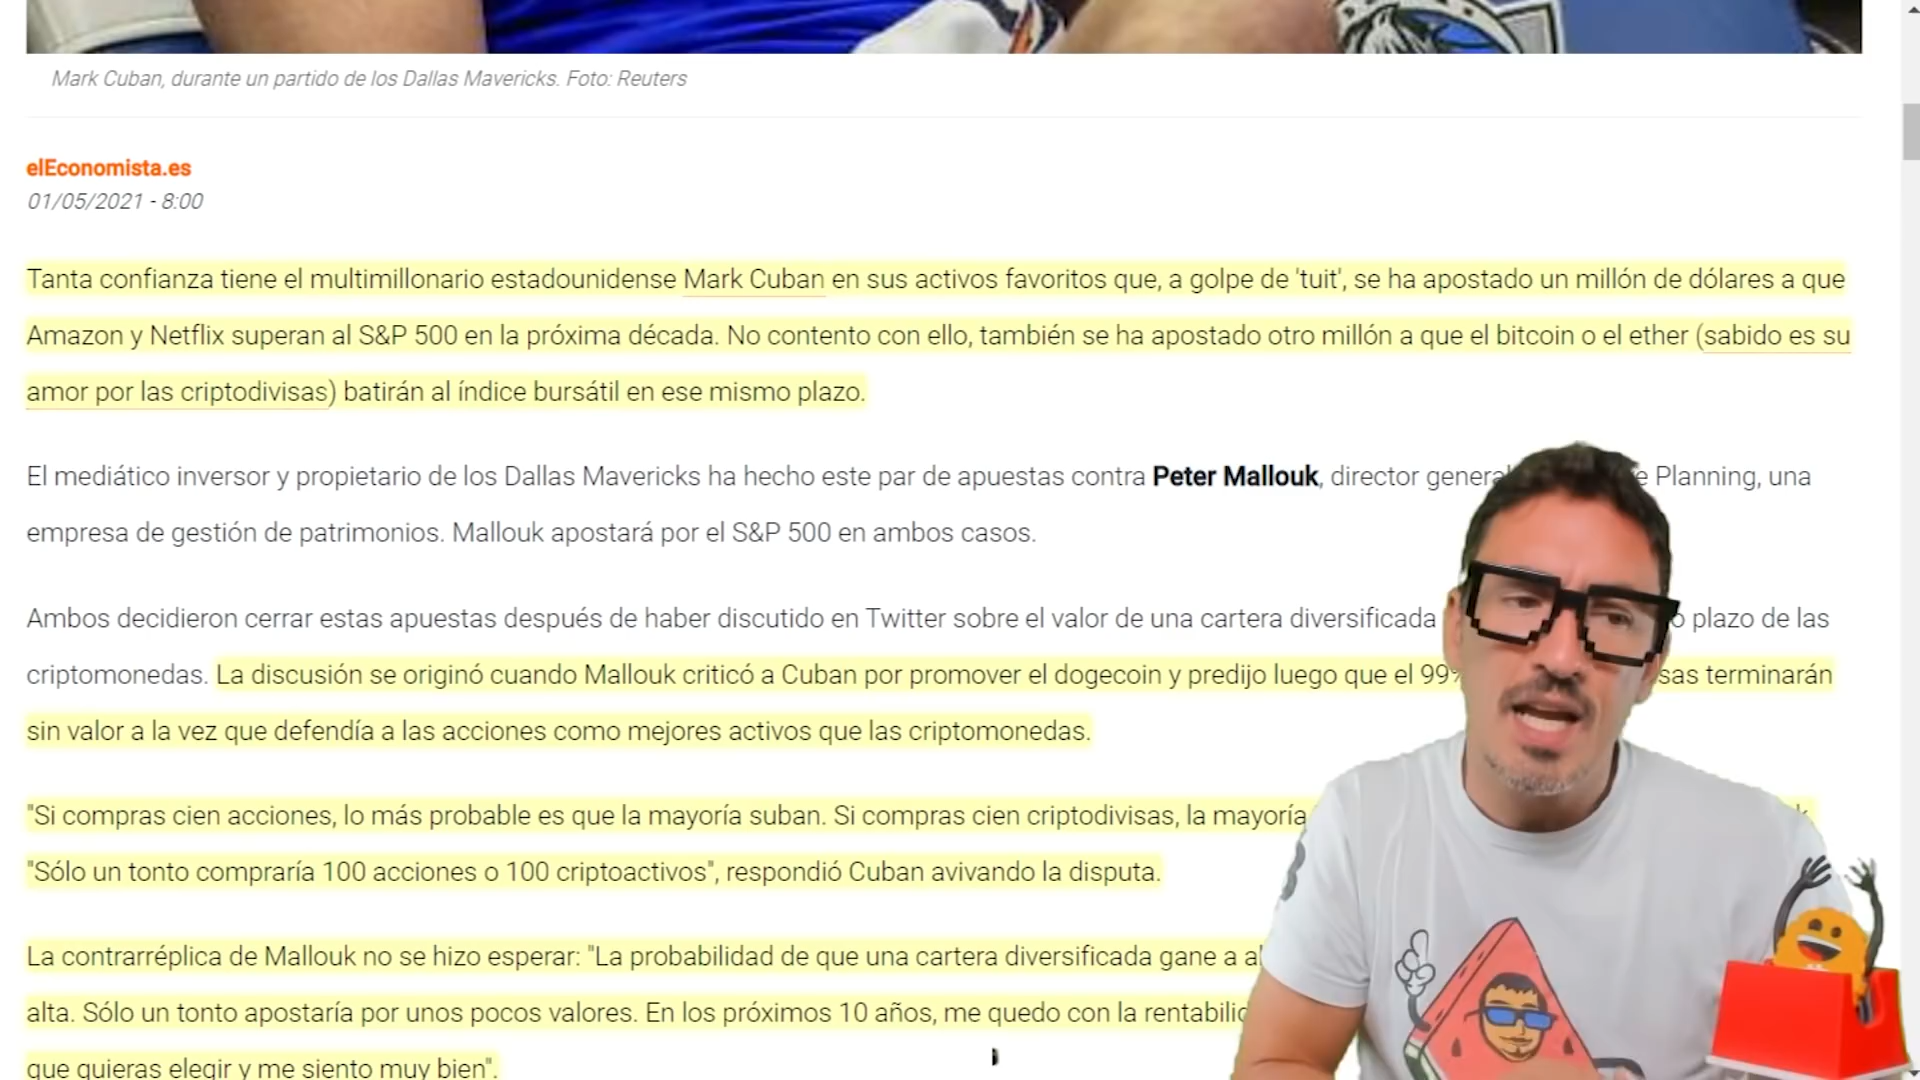 Mark Cuban, durante un partido de los Dallas Mavericks. Foto: Reuters
elEconomista.es
01/05/2021 - 8:00
Tanta confianza tiene el multimillonario estadounidense Mark Cuban en sus activos favoritos que, a golpe de 'tuit', se ha apostado un millón de dólares a que
Amazon y Netflix superan al S&P 500 en la próxima década. No contento con ello, también se ha apostado otro millón a que el bitcoin o el ether (sabido es su
amor por las criptodivisas) batirán al índice bursátil en ese mismo plazo.
El mediático inversor y propietario de los Dallas Mavericks ha hecho este par de apuestas contra Peter Mallouk, director general Planning, una
empresa de gestión de patrimonios. Mallouk apostará por el S&P 500 en ambos casos.
Ambos decidieron cerrar estas apuestas después de haber discutido en Twitter sobre el valor de una cartera diversificada plazo de las
criptomonedas. La discusión se originó cuando Mallouk criticó a Cuban por promover el dogecoin y predijo luego que el 99% terminarán
sin valor a la vez que defendía a las acciones como mejores activos que las criptomonedas.
"Si compras cien acciones, lo más probable es que la mayoría suban. Si compras cien criptodivisas, la mayoría
"Sólo un tonto compraría 100 acciones o 100 criptoactivos", respondió Cuban avivando la disputa.
La contrarréplica de Mallouk no se hizo esperar: "La probabilidad de que una cartera diversificada gane a
alta. Sólo un tonto apostaría por unos pocos valores. En los próximos 10 años, me quedo con la
que quieras elegir y me siento muy bien".